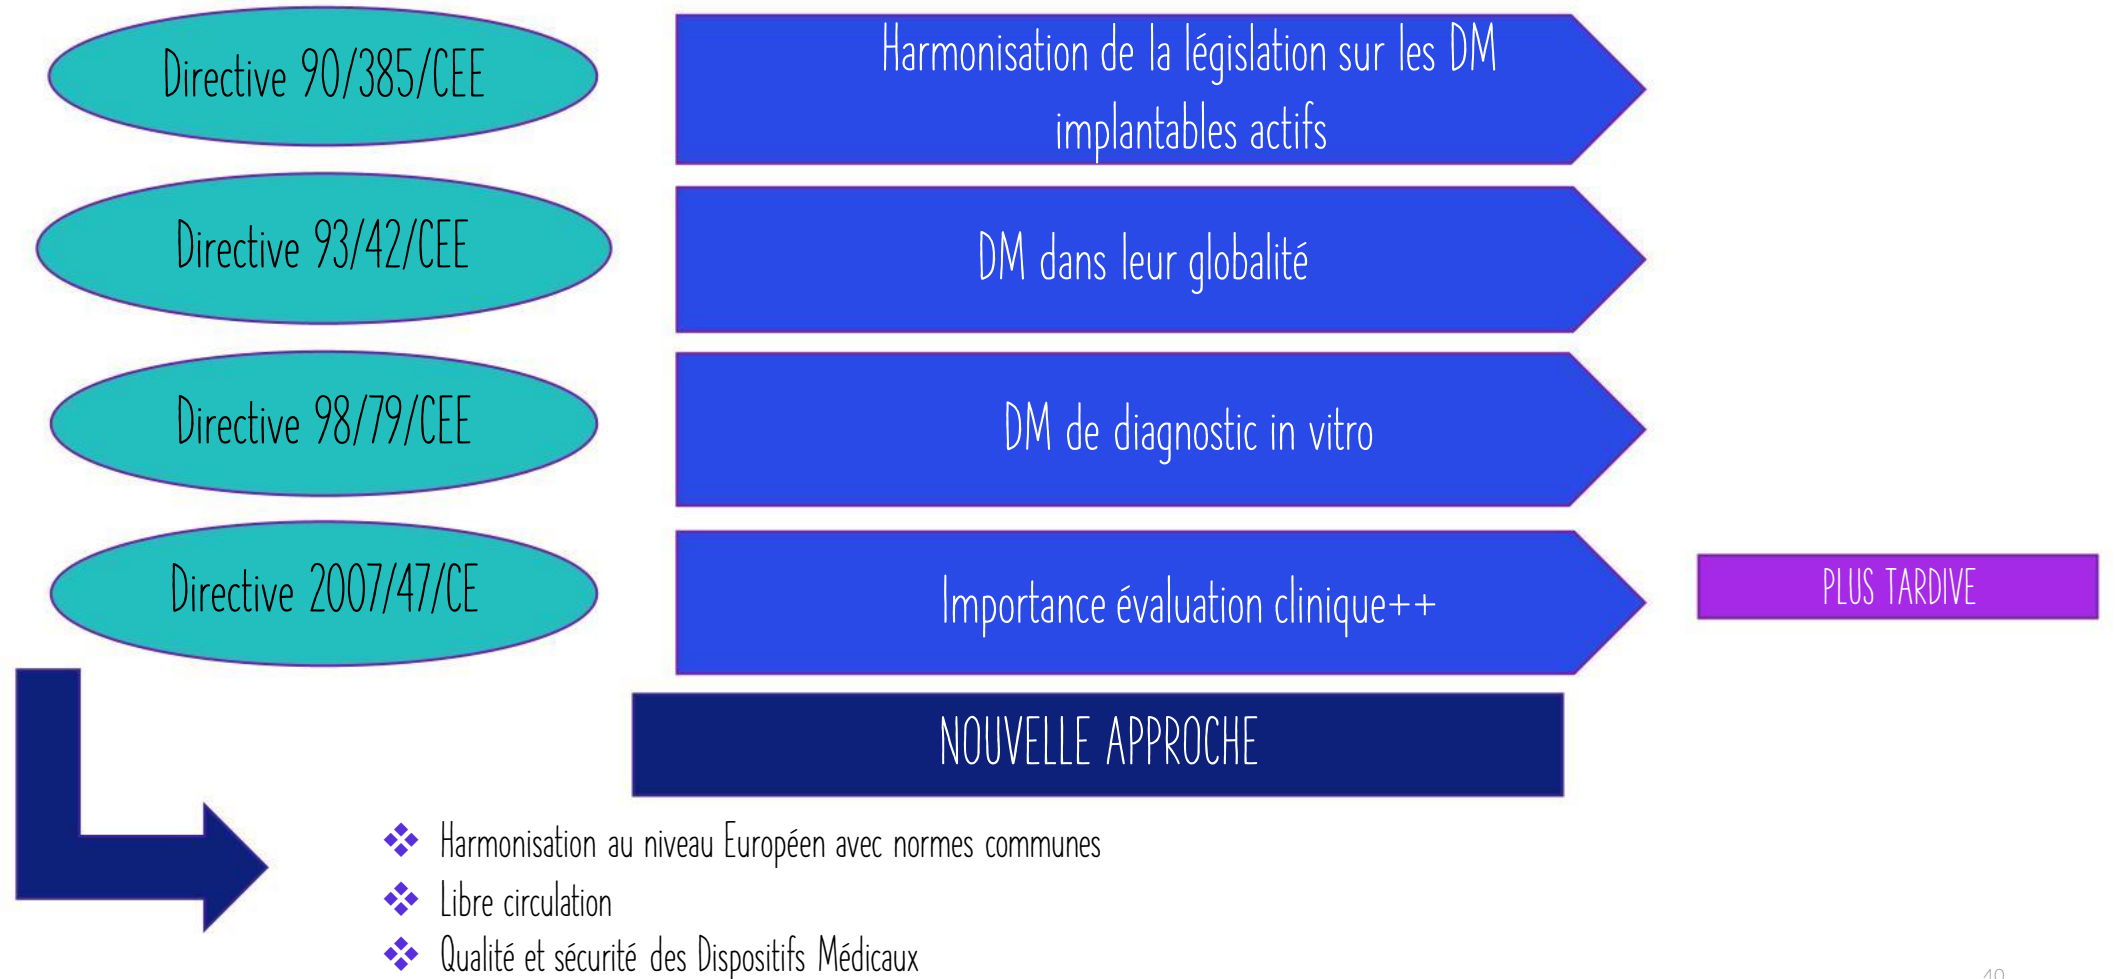 Directive 90/385/CEE
Harmonisation de la législation sur les DM
implantables actifs
Directive 93/42/CEE
DM dans leur globalité
Directive 98/79/CEE
DM de diagnostic in vitro
Directive 2007/47/CE
Importance évaluation clinique++
PLUS TARDIVE
NOUVELLE APPROCHE
Harmonisation au niveau Européen avec normes communes
Libre circulation
Qualité et sécurité des Dispositifs Médicaux